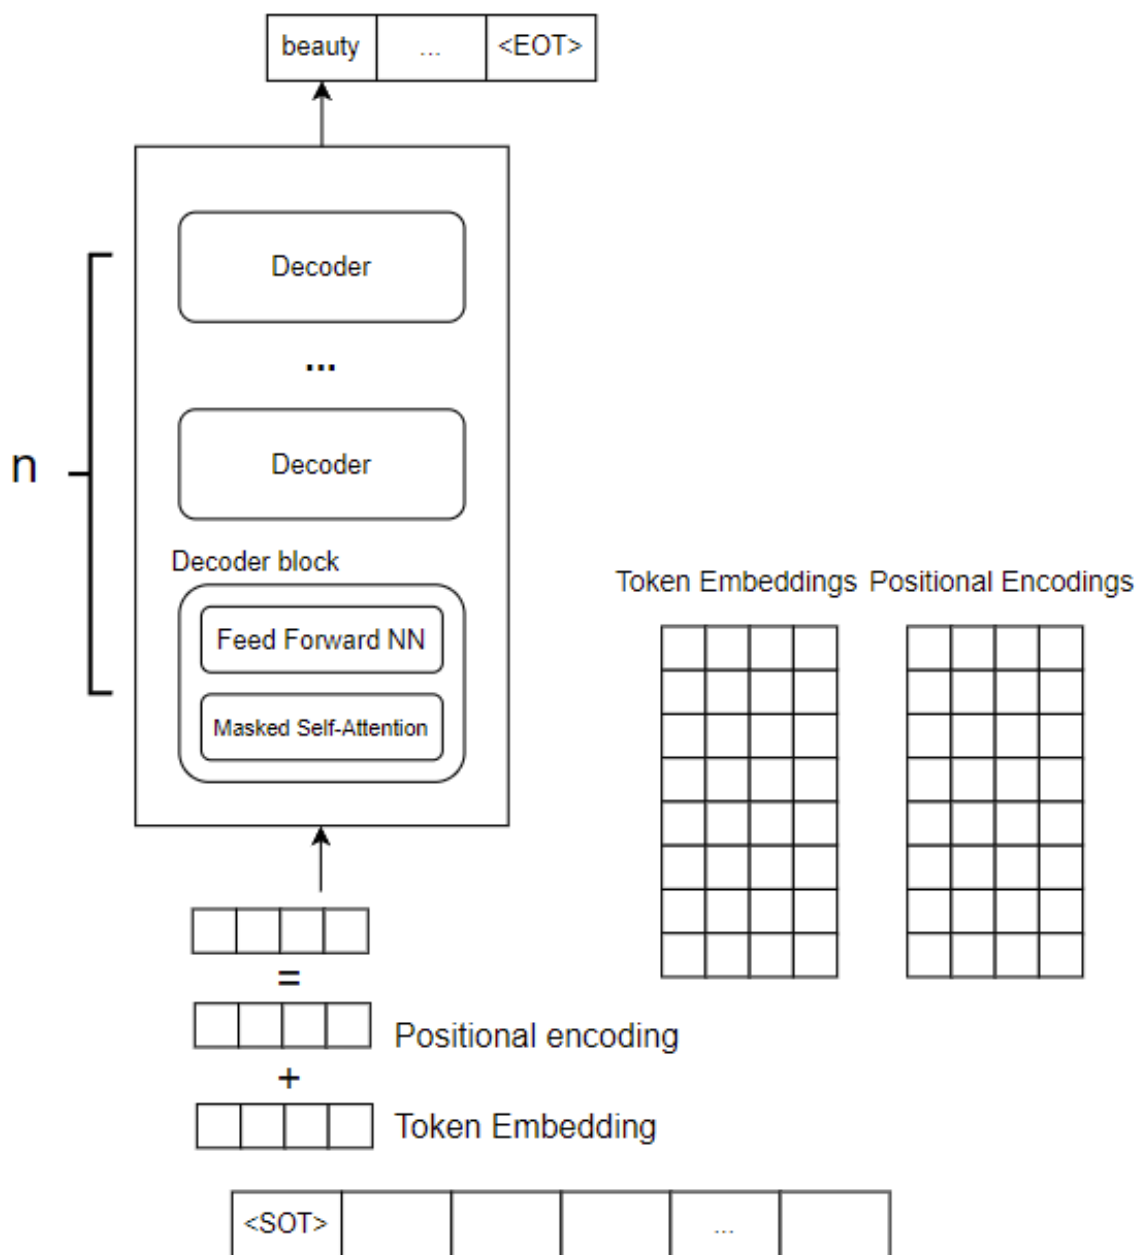 beauty ... <EOT>
Decoder
...
Decoder
n
Decoder block
Feed Forward NN
Masked Self-Attention
Token Embeddings Positional Encodings
=
Positional encoding
+
Token Embedding
<SOT> ...